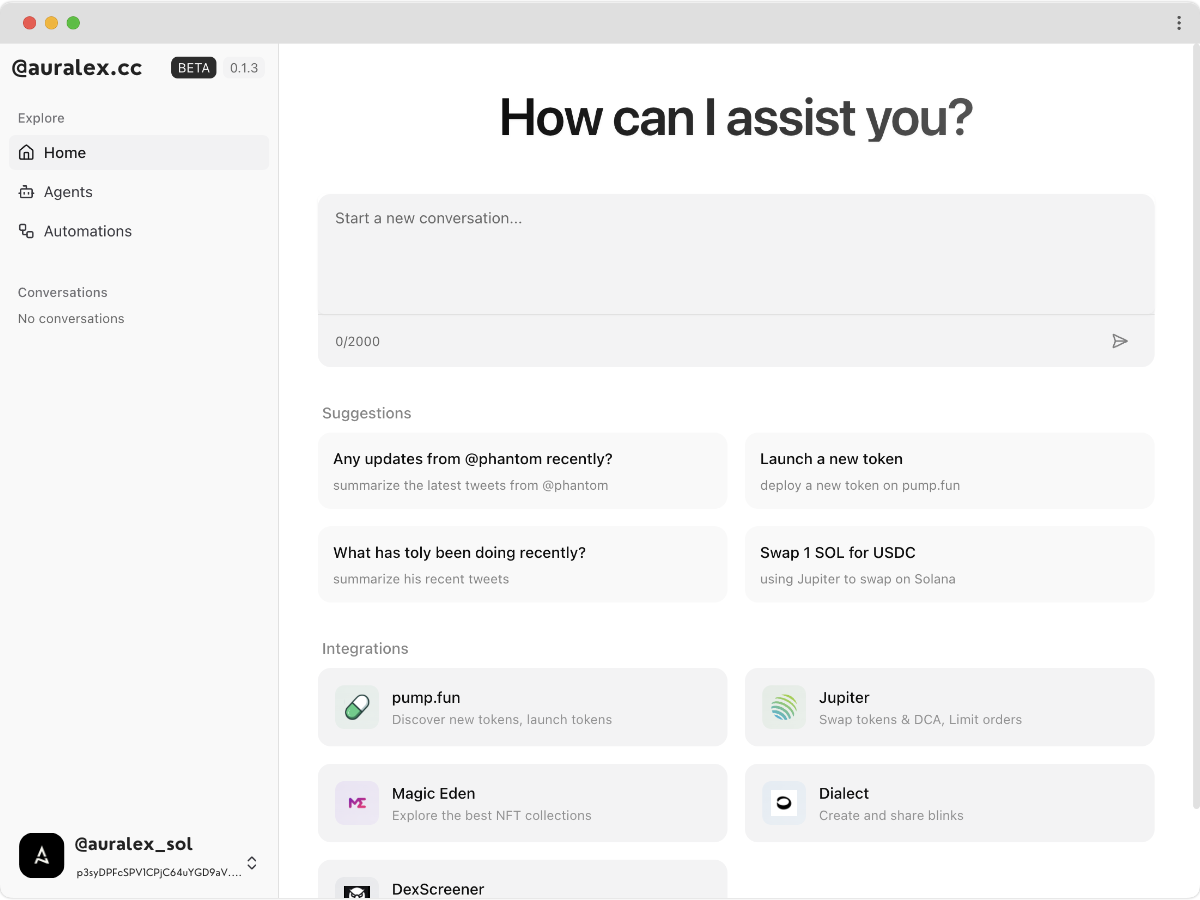 @auralex.cc BETA 0.1.3
Explore
Home
Agents
Automations
Conversations
No conversations
@auralex_sol
p3syDPFcSPV1CPjC64uYGD9aV....
How can I assist you?
Start a new conversation...
0/2000
Suggestions
Any updates from @phantom recently?
summarize the latest tweets from @phantom
Launch a new token
deploy a new token on pump.fun
What has toly been doing recently?
summarize his recent tweets
Swap 1 SOL for USDC
using Jupiter to swap on Solana
Integrations
pump.fun
Discover new tokens, launch tokens
Jupiter
Swap tokens & DCA, Limit orders
Magic Eden
Explore the best NFT collections
Dialect
Create and share blinks
DexScreener